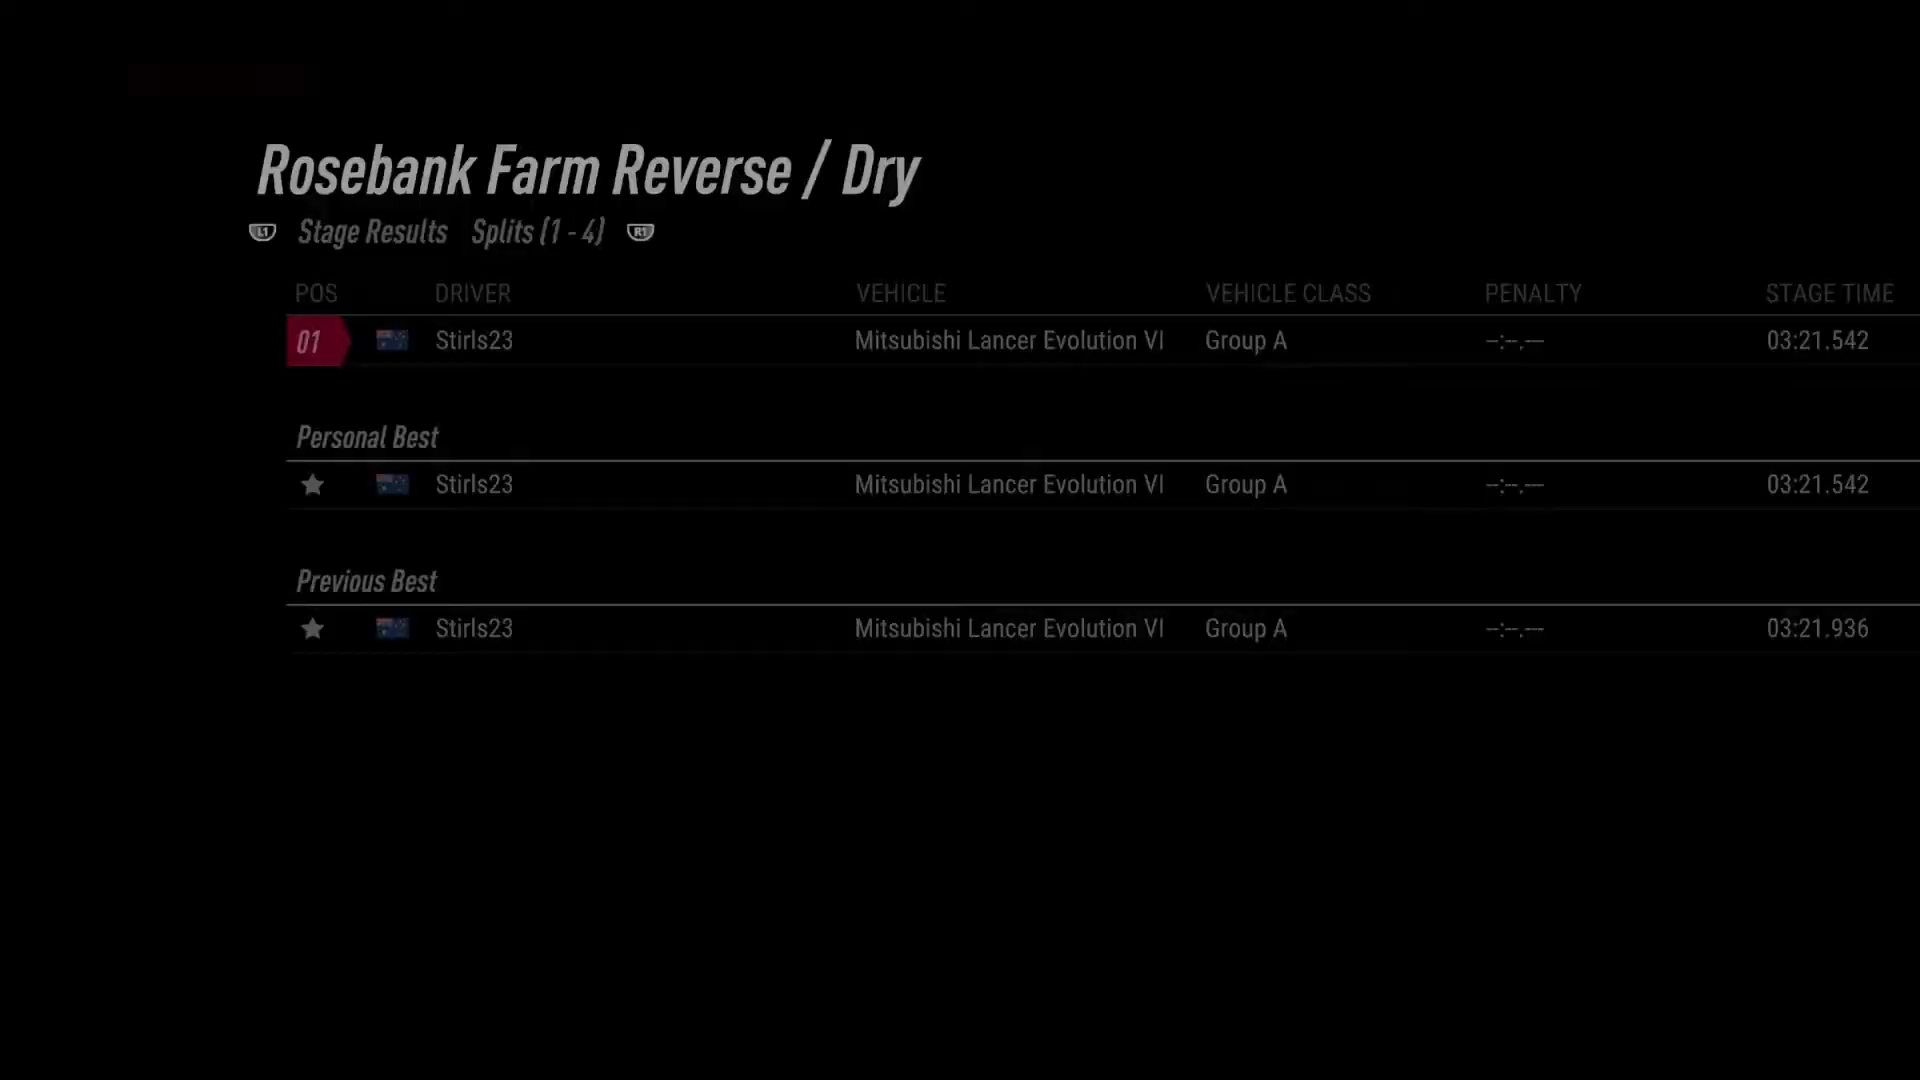 Rosebank Farm Reverse / Dry
L1 Stage Results Splits (1 - 4) R1
POS DRIVER VEHICLE VEHICLE CLASS PENALTY STAGE TIME
01 Stirls23 Mitsubishi Lancer Evolution VI Group A --:--.--- 03:21.542
Personal Best
Stirls23 Mitsubishi Lancer Evolution VI Group A --:--.--- 03:21.542
Previous Best
Stirls23 Mitsubishi Lancer Evolution VI Group A --:--.--- 03:21.936